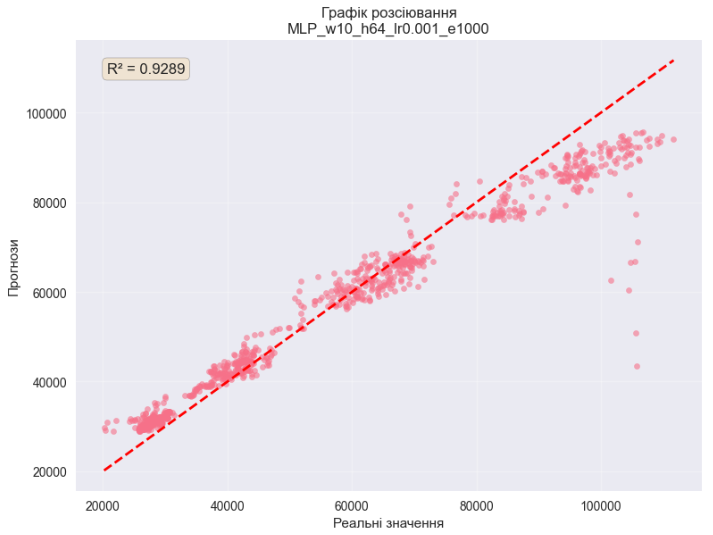 Графік розсіювання
MLP_w10_h64_lr0.001_e1000
R² = 0.9289
100000
80000
60000
40000
20000
Прогнози
20000
40000
60000
80000
100000
Реальні значення